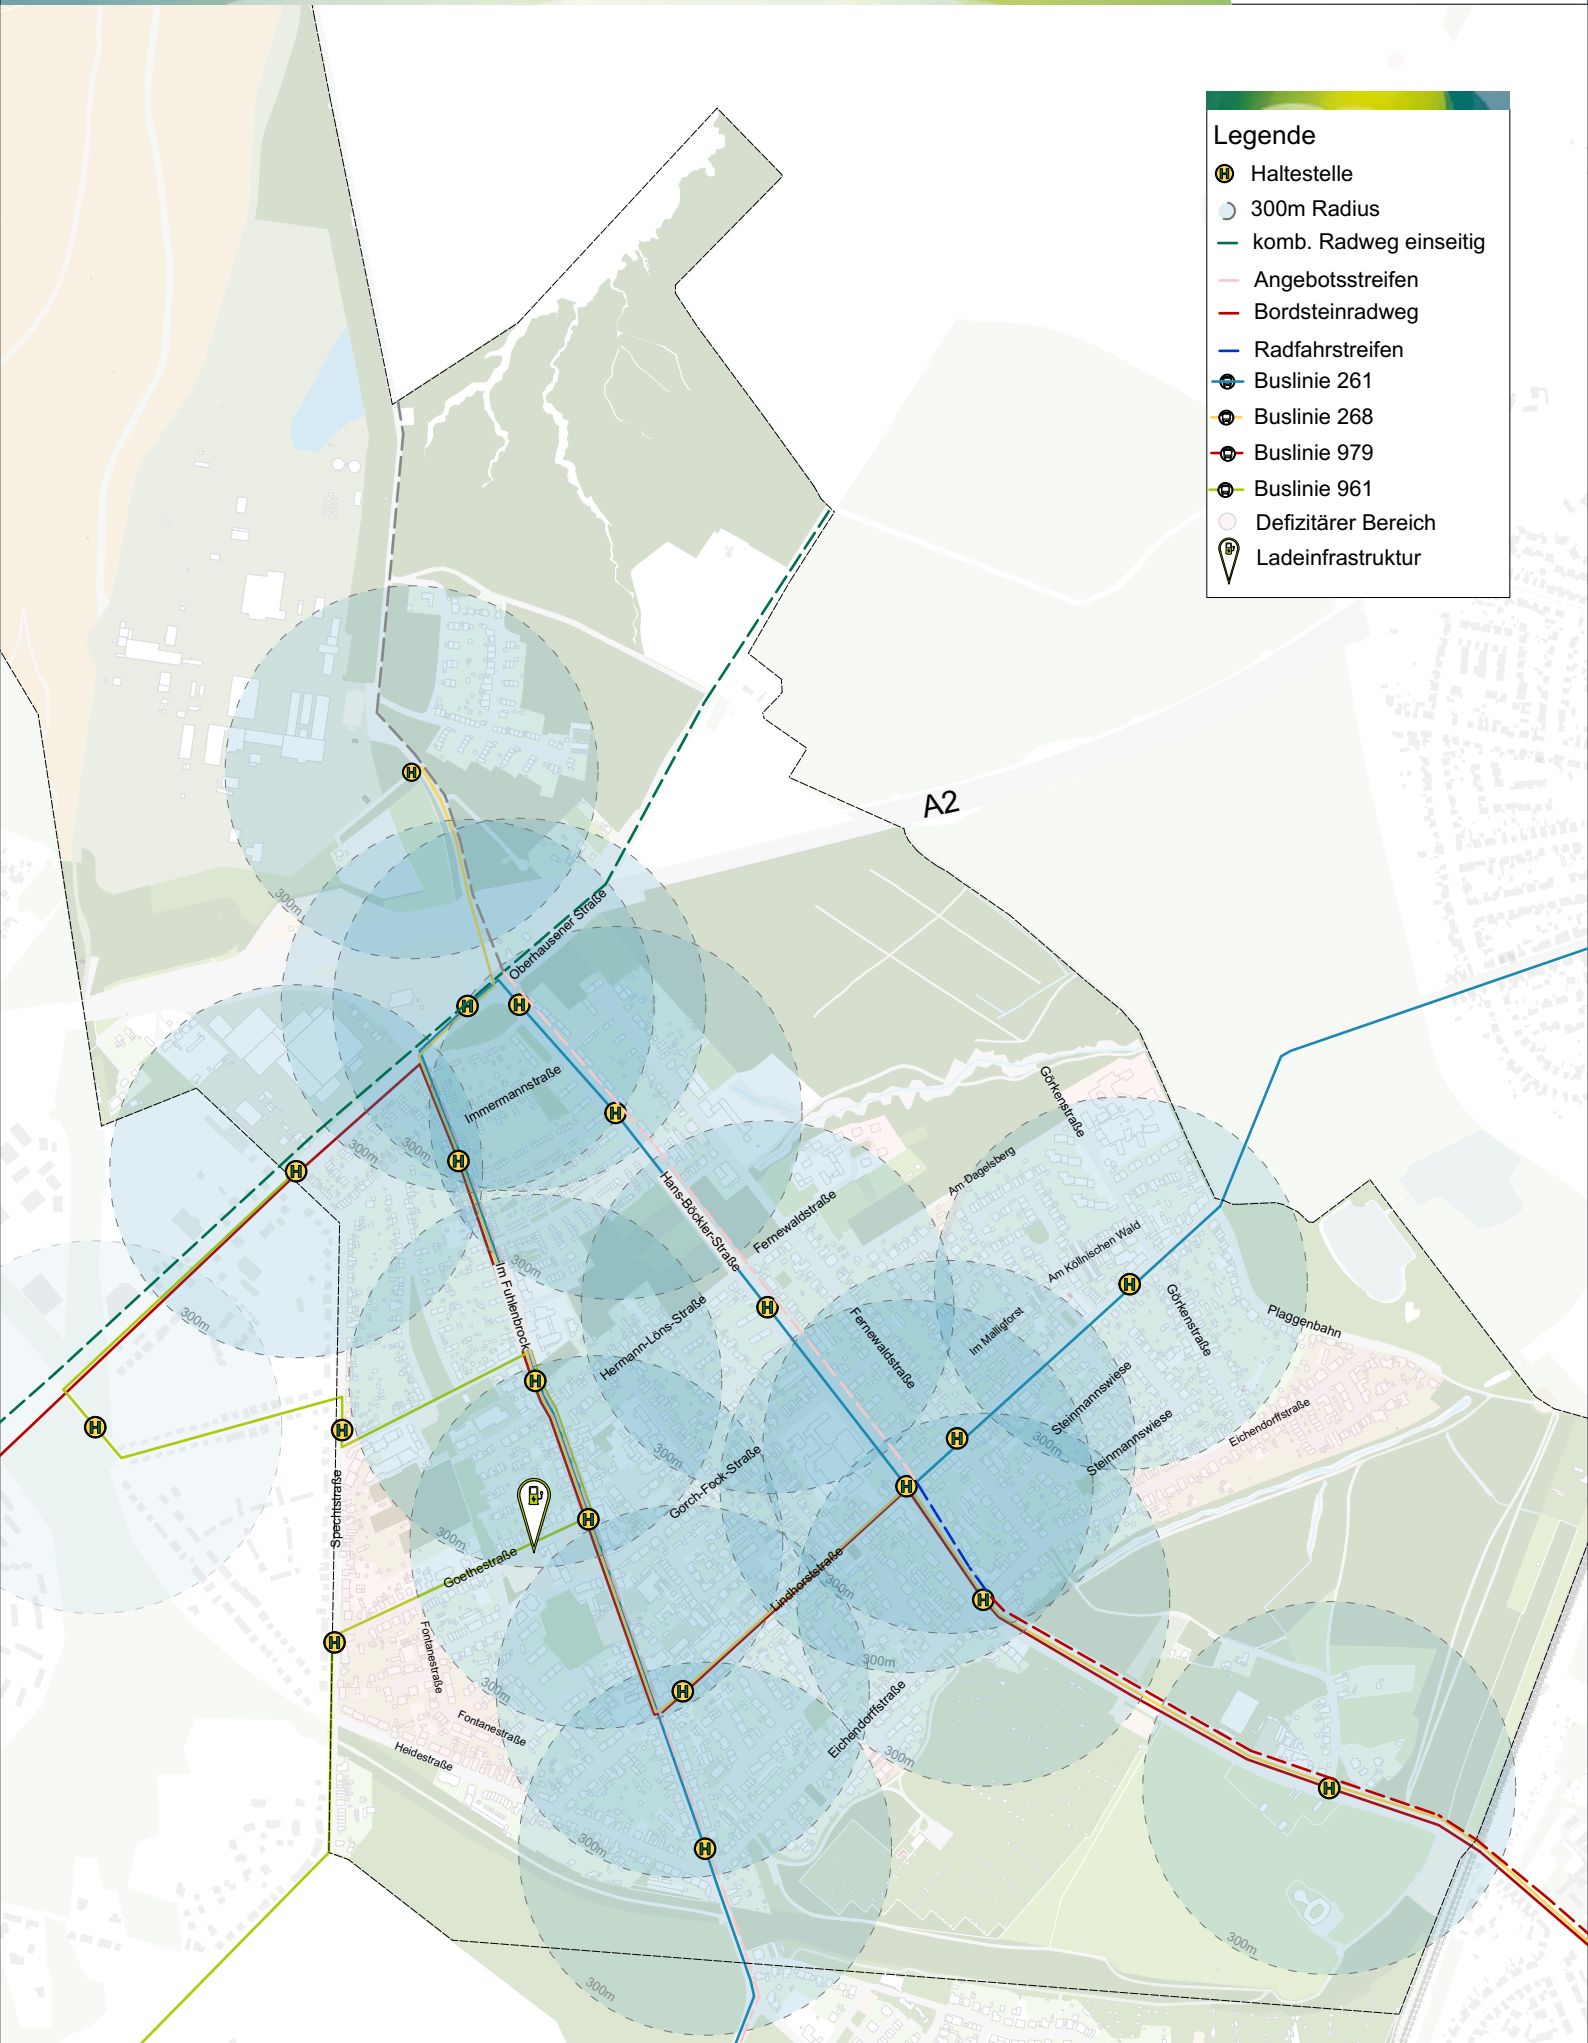 Legende
Haltestelle
300m Radius
komb. Radweg einseitig
Angebotsstreifen
Bordsteinradweg
Radfahrstreifen
Buslinie 261
Buslinie 268
Buslinie 979
Buslinie 961
Defizitärer Bereich
Ladeinfrastruktur
A2
H
300m
Oberhausener Straße
H
H
Immermannstraße
Görkenstraße
H
300m
300m
H
H
Am Dagelsberg
Hans-Böckler-Straße
Fernewaldstraße
Am Köllnischen Wald
300m
Im Fuhlenbrock
H
Görkenstraße
300m
Hermann-Löns-Straße
H
Fernewaldstraße
Im Malligforst
Plaggenbahn
H
Steinmannswiese
Eichendorffstraße
H
H
300m
Gorch-Fock-Straße
H
300m
Steinmannswiese
Spechtstraße
H
H
300m
Goethestraße
Lindhorststraße
300m
H
H
Fontanestraße
300m
300m
H
Eichendorffstraße
Fontanestraße
Heidestraße
300m
H
300m
H
300m
300m